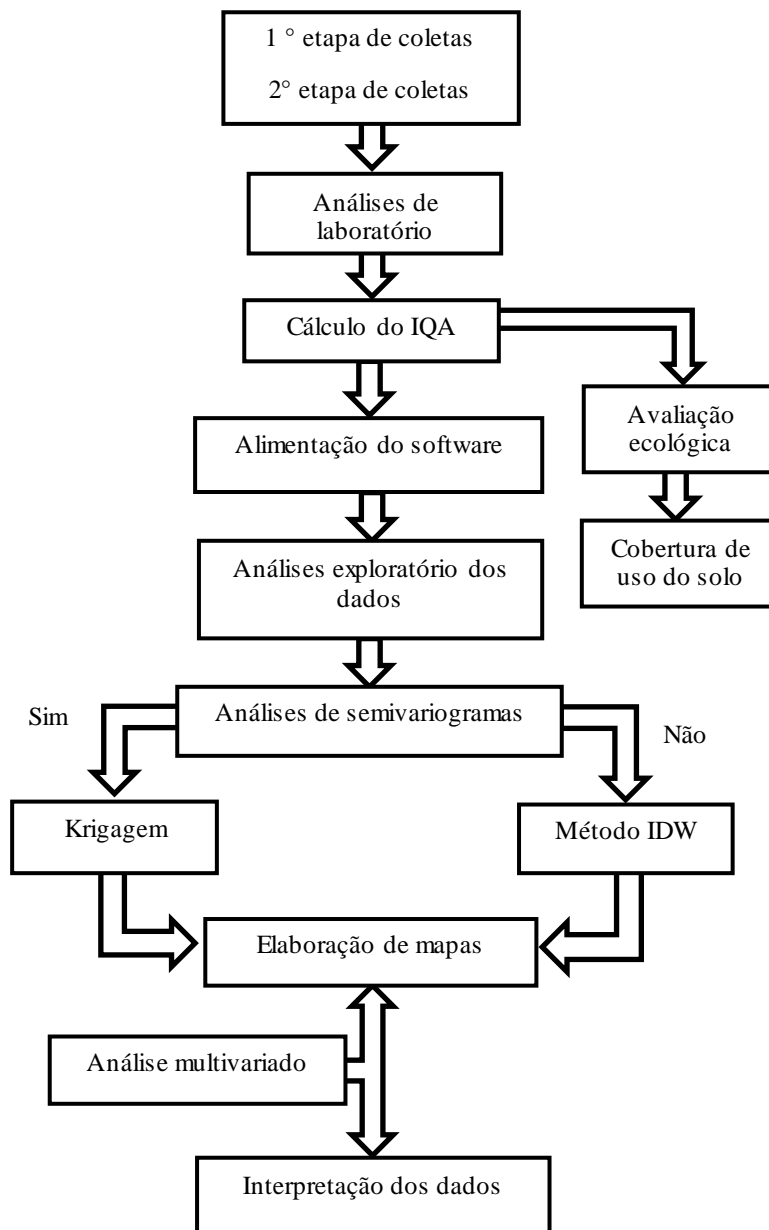 1 ° etapa de coletas
2° etapa de coletas
Análises de
laboratório
Cálculo do IQA
Avaliação
ecológica
Alimentação do software
Cobertura de
uso do solo
Análises exploratório dos
dados
Análises de semivariogramas
Sim
Não
Krigagem
Método IDW
Elaboração de mapas
Análise multivariado
Interpretação dos dados